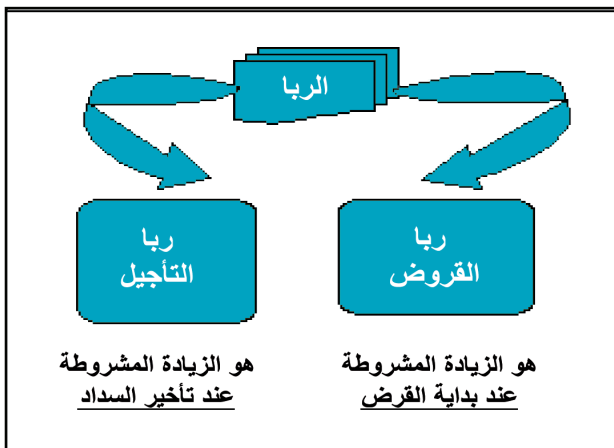 الربا
ربا
القروض
ربا
التأجيل
هو الزيادة المشروطة
عند بداية القرض
هو الزيادة المشروطة
عند تأخير السداد